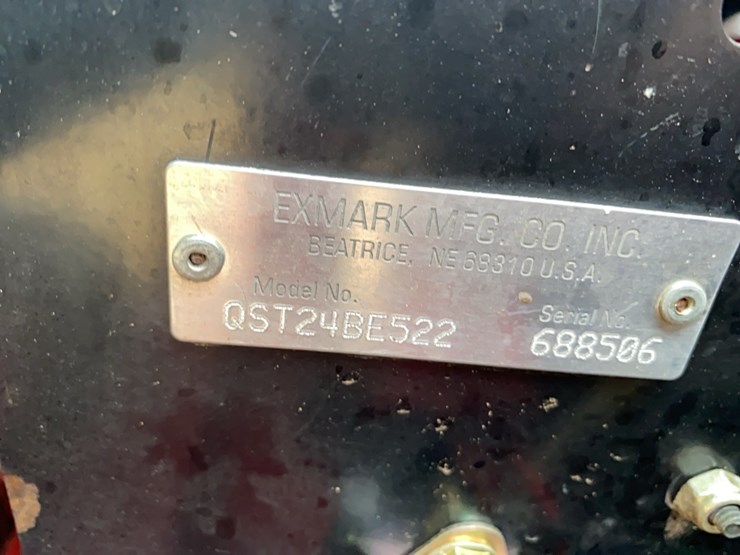 EXMARK MFG. CO. INC.
BEATRICE, NE 68310 U.S.A.
Model No.
QST24BE522
Serial No.
688506